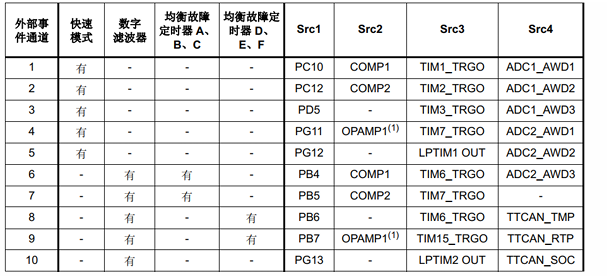 外部事件通道 快速模式 数字滤波器 均衡故障定时器 A、B、C 均衡故障定时器 D、E、F Src1 Src2 Src3 Src4
1 有 - - - PC10 COMP1 TIM1_TRGO ADC1_AWD1
2 有 - - - PC12 COMP2 TIM2_TRGO ADC1_AWD2
3 有 - - - PD5 - TIM3_TRGO ADC1_AWD3
4 有 - - - PG11 OPAMP1(1) TIM7_TRGO ADC2_AWD1
5 有 - - - PG12 - LPTIM1 OUT ADC2_AWD2
6 - 有 有 - PB4 COMP1 TIM6_TRGO ADC2_AWD3
7 - 有 有 - PB5 COMP2 TIM7_TRGO -
8 - 有 - 有 PB6 - TIM6_TRGO TTCAN_TMP
9 - 有 - 有 PB7 OPAMP1(1) TIM15_TRGO TTCAN_RTP
10 - 有 - - PG13 - LPTIM2 OUT TTCAN_SOC